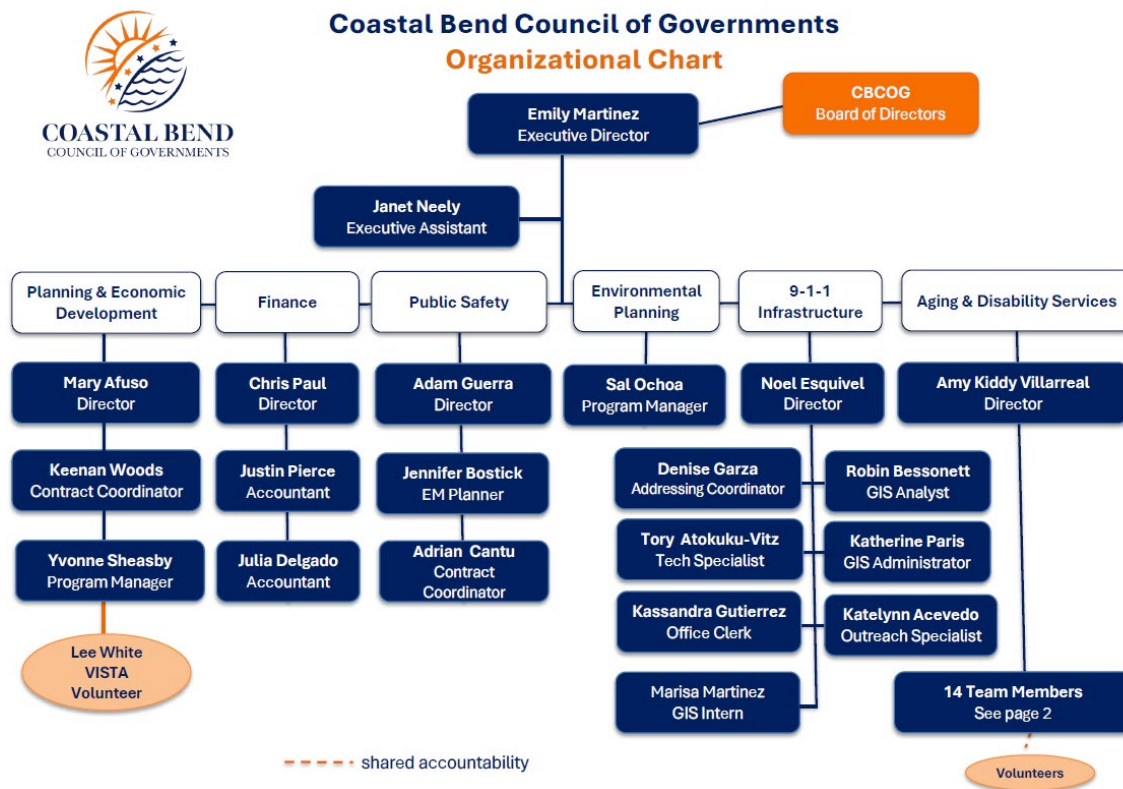 Coastal Bend Council of Governments
Organizational Chart
COASTAL BEND
COUNCIL OF GOVERNMENTS
Emily Martinez
Executive Director
CBCOG
Board of Directors
Janet Neely
Executive Assistant
Planning & Economic
Development
Finance
Public Safety
Environmental
Planning
9-1-1
Infrastructure
Aging & Disability Services
Mary Afuso
Director
Chris Paul
Director
Adam Guerra
Director
Sal Ochoa
Program Manager
Noel Esquivel
Director
Amy Kiddy Villarreal
Director
Keenan Woods
Contract Coordinator
Justin Pierce
Accountant
Jennifer Bostick
EM Planner
Denise Garza
Addressing Coordinator
Robin Bessonett
GIS Analyst
Yvonne Sheasby
Program Manager
Julia Delgado
Accountant
Adrian Cantu
Contract
Coordinator
Tory Atokuku-Vitz
Tech Specialist
Katherine Paris
GIS Administrator
Kassandra Gutierrez
Office Clerk
Katelynn Acevedo
Outreach Specialist
Lee White
VISTA
Volunteer
Marisa Martinez
GIS Intern
14 Team Members
See page 2
shared accountability
Volunteers